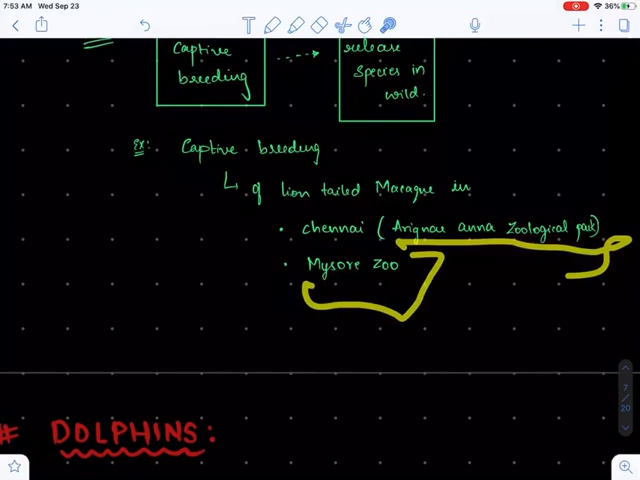 7:53 AM Wed Sep 23
36%
Captive
breeding
release
species in
wild.
Ex: Captive breeding
of lion tailed Macaque in
• chennai (Arignar anna Zoological park)
• Mysore zoo
7
20
# DOLPHINS: